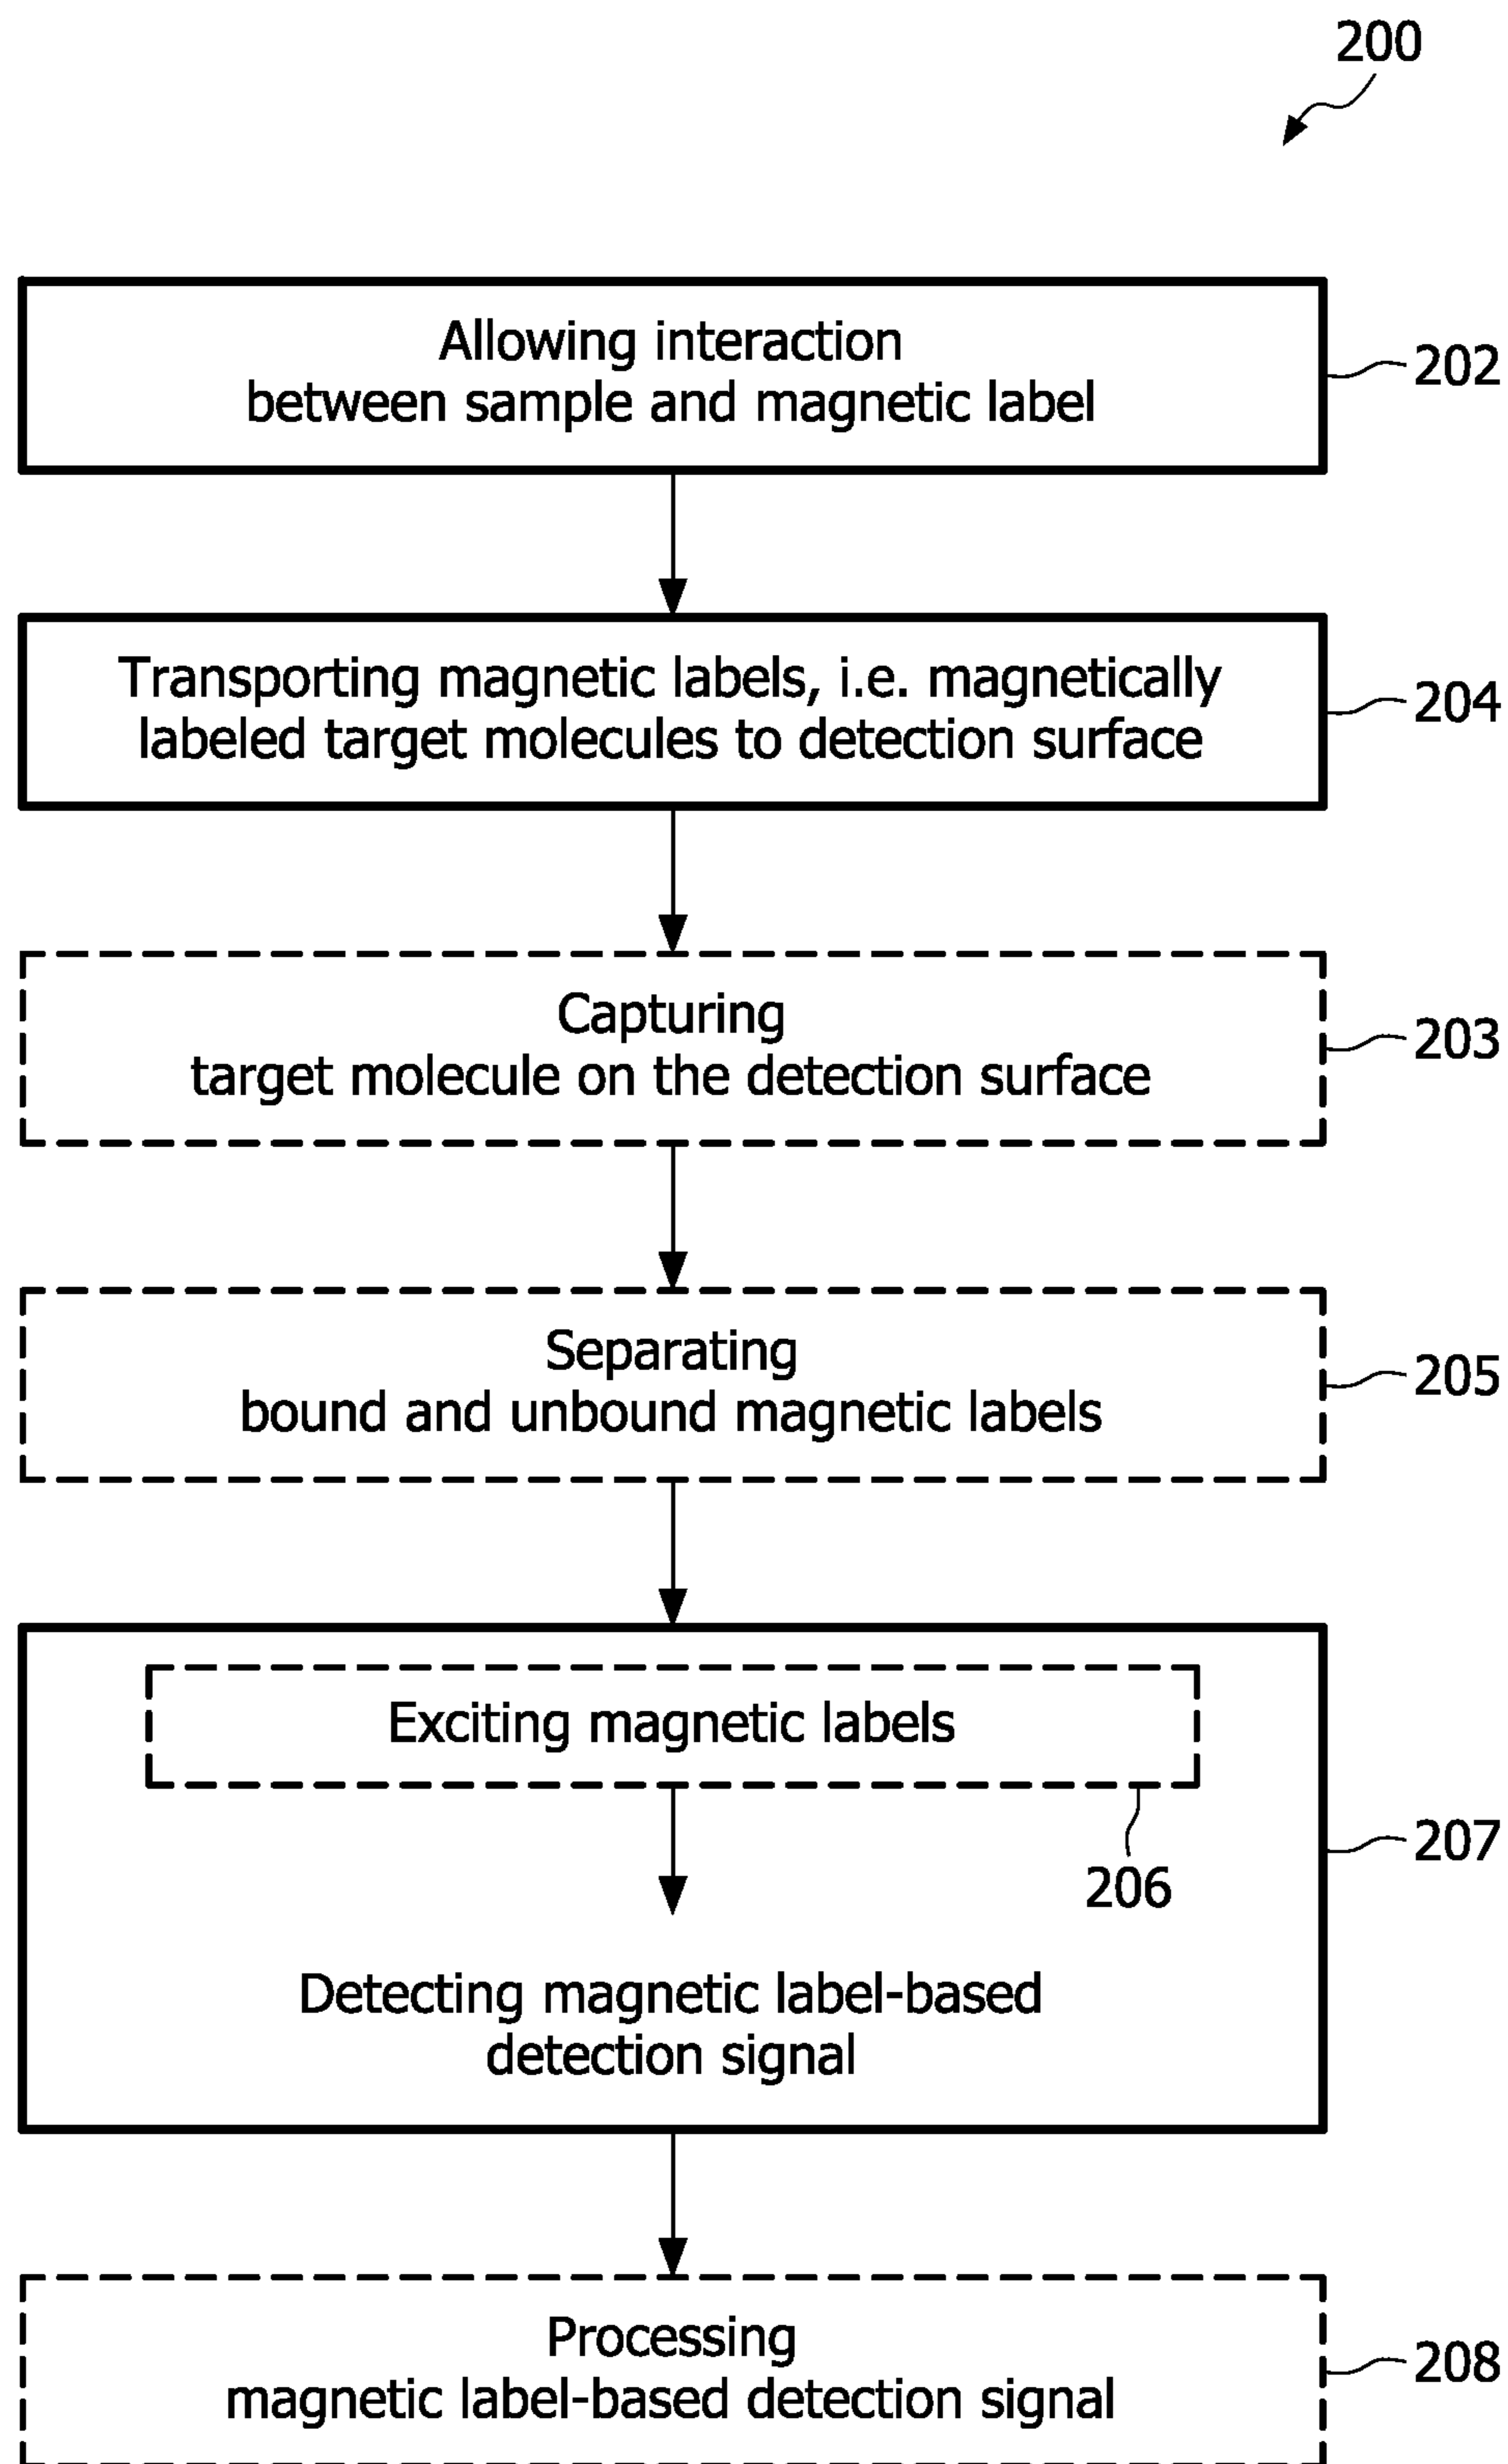 200
Allowing interaction
between sample and magnetic label
202
Transporting magnetic labels, i.e. magnetically
labeled target molecules to detection surface
204
Capturing
target molecule on the detection surface
203
Separating
bound and unbound magnetic labels
205
Exciting magnetic labels
206
207
Detecting magnetic label-based
detection signal
Processing
magnetic label-based detection signal
208